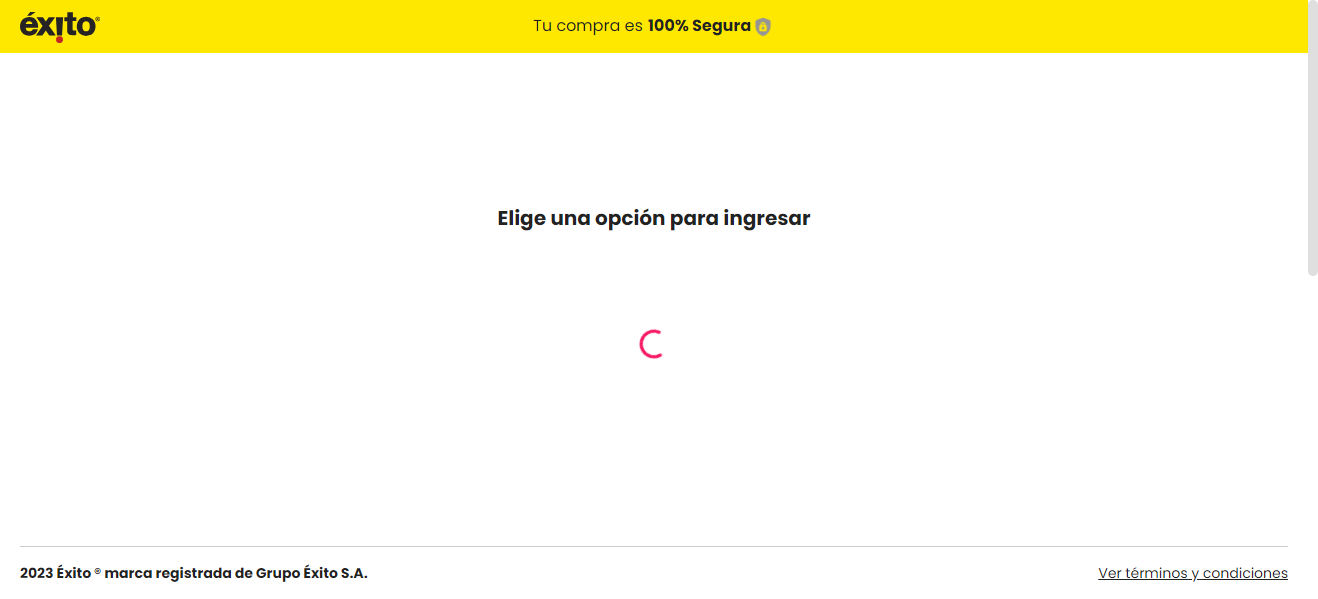 éxito®
Tu compra es 100% Segura
Elige una opción para ingresar
2023 Éxito ® marca registrada de Grupo Éxito S.A.
Ver términos y condiciones